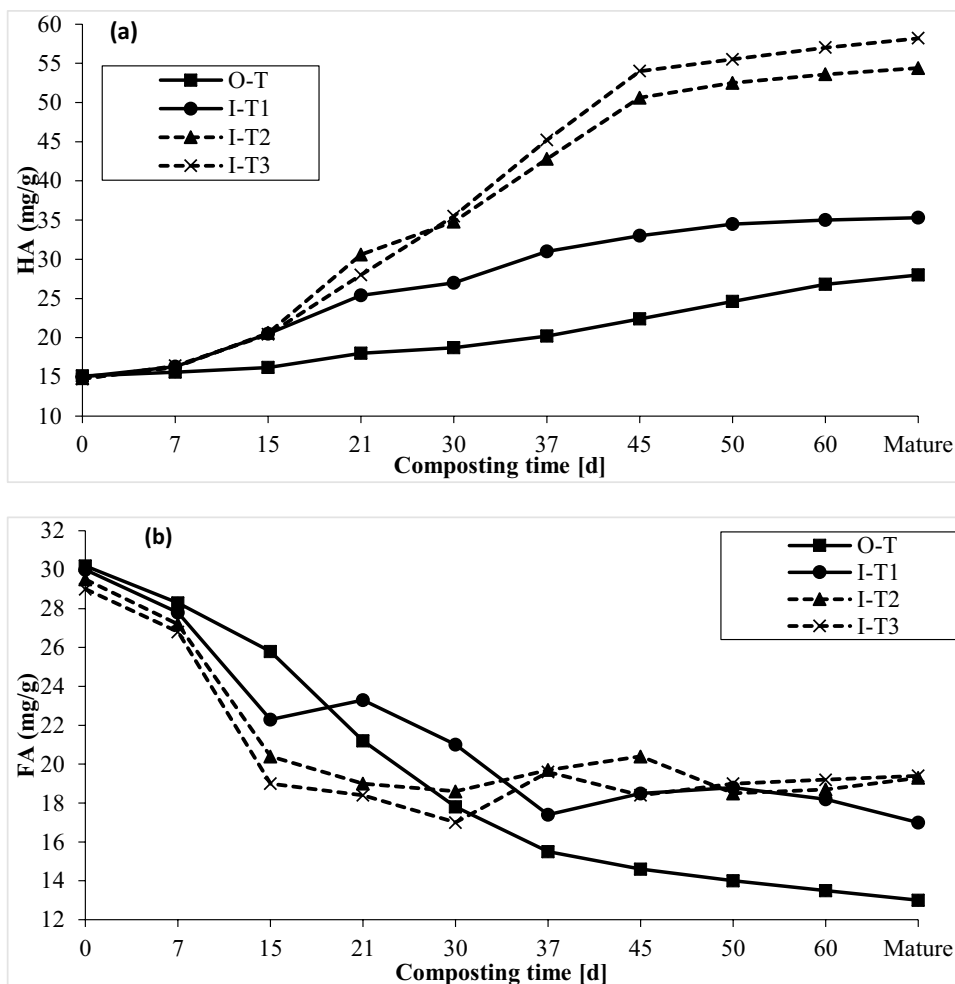 (a)
O-T
I-T1
I-T2
I-T3
HA (mg/g)
60
55
50
45
40
35
30
25
20
15
10
0 7 15 21 30 37 45 50 60 Mature
Composting time [d]
(b)
O-T
I-T1
I-T2
I-T3
FA (mg/g)
32
30
28
26
24
22
20
18
16
14
12
0 7 15 21 30 37 45 50 60 Mature
Composting time [d]